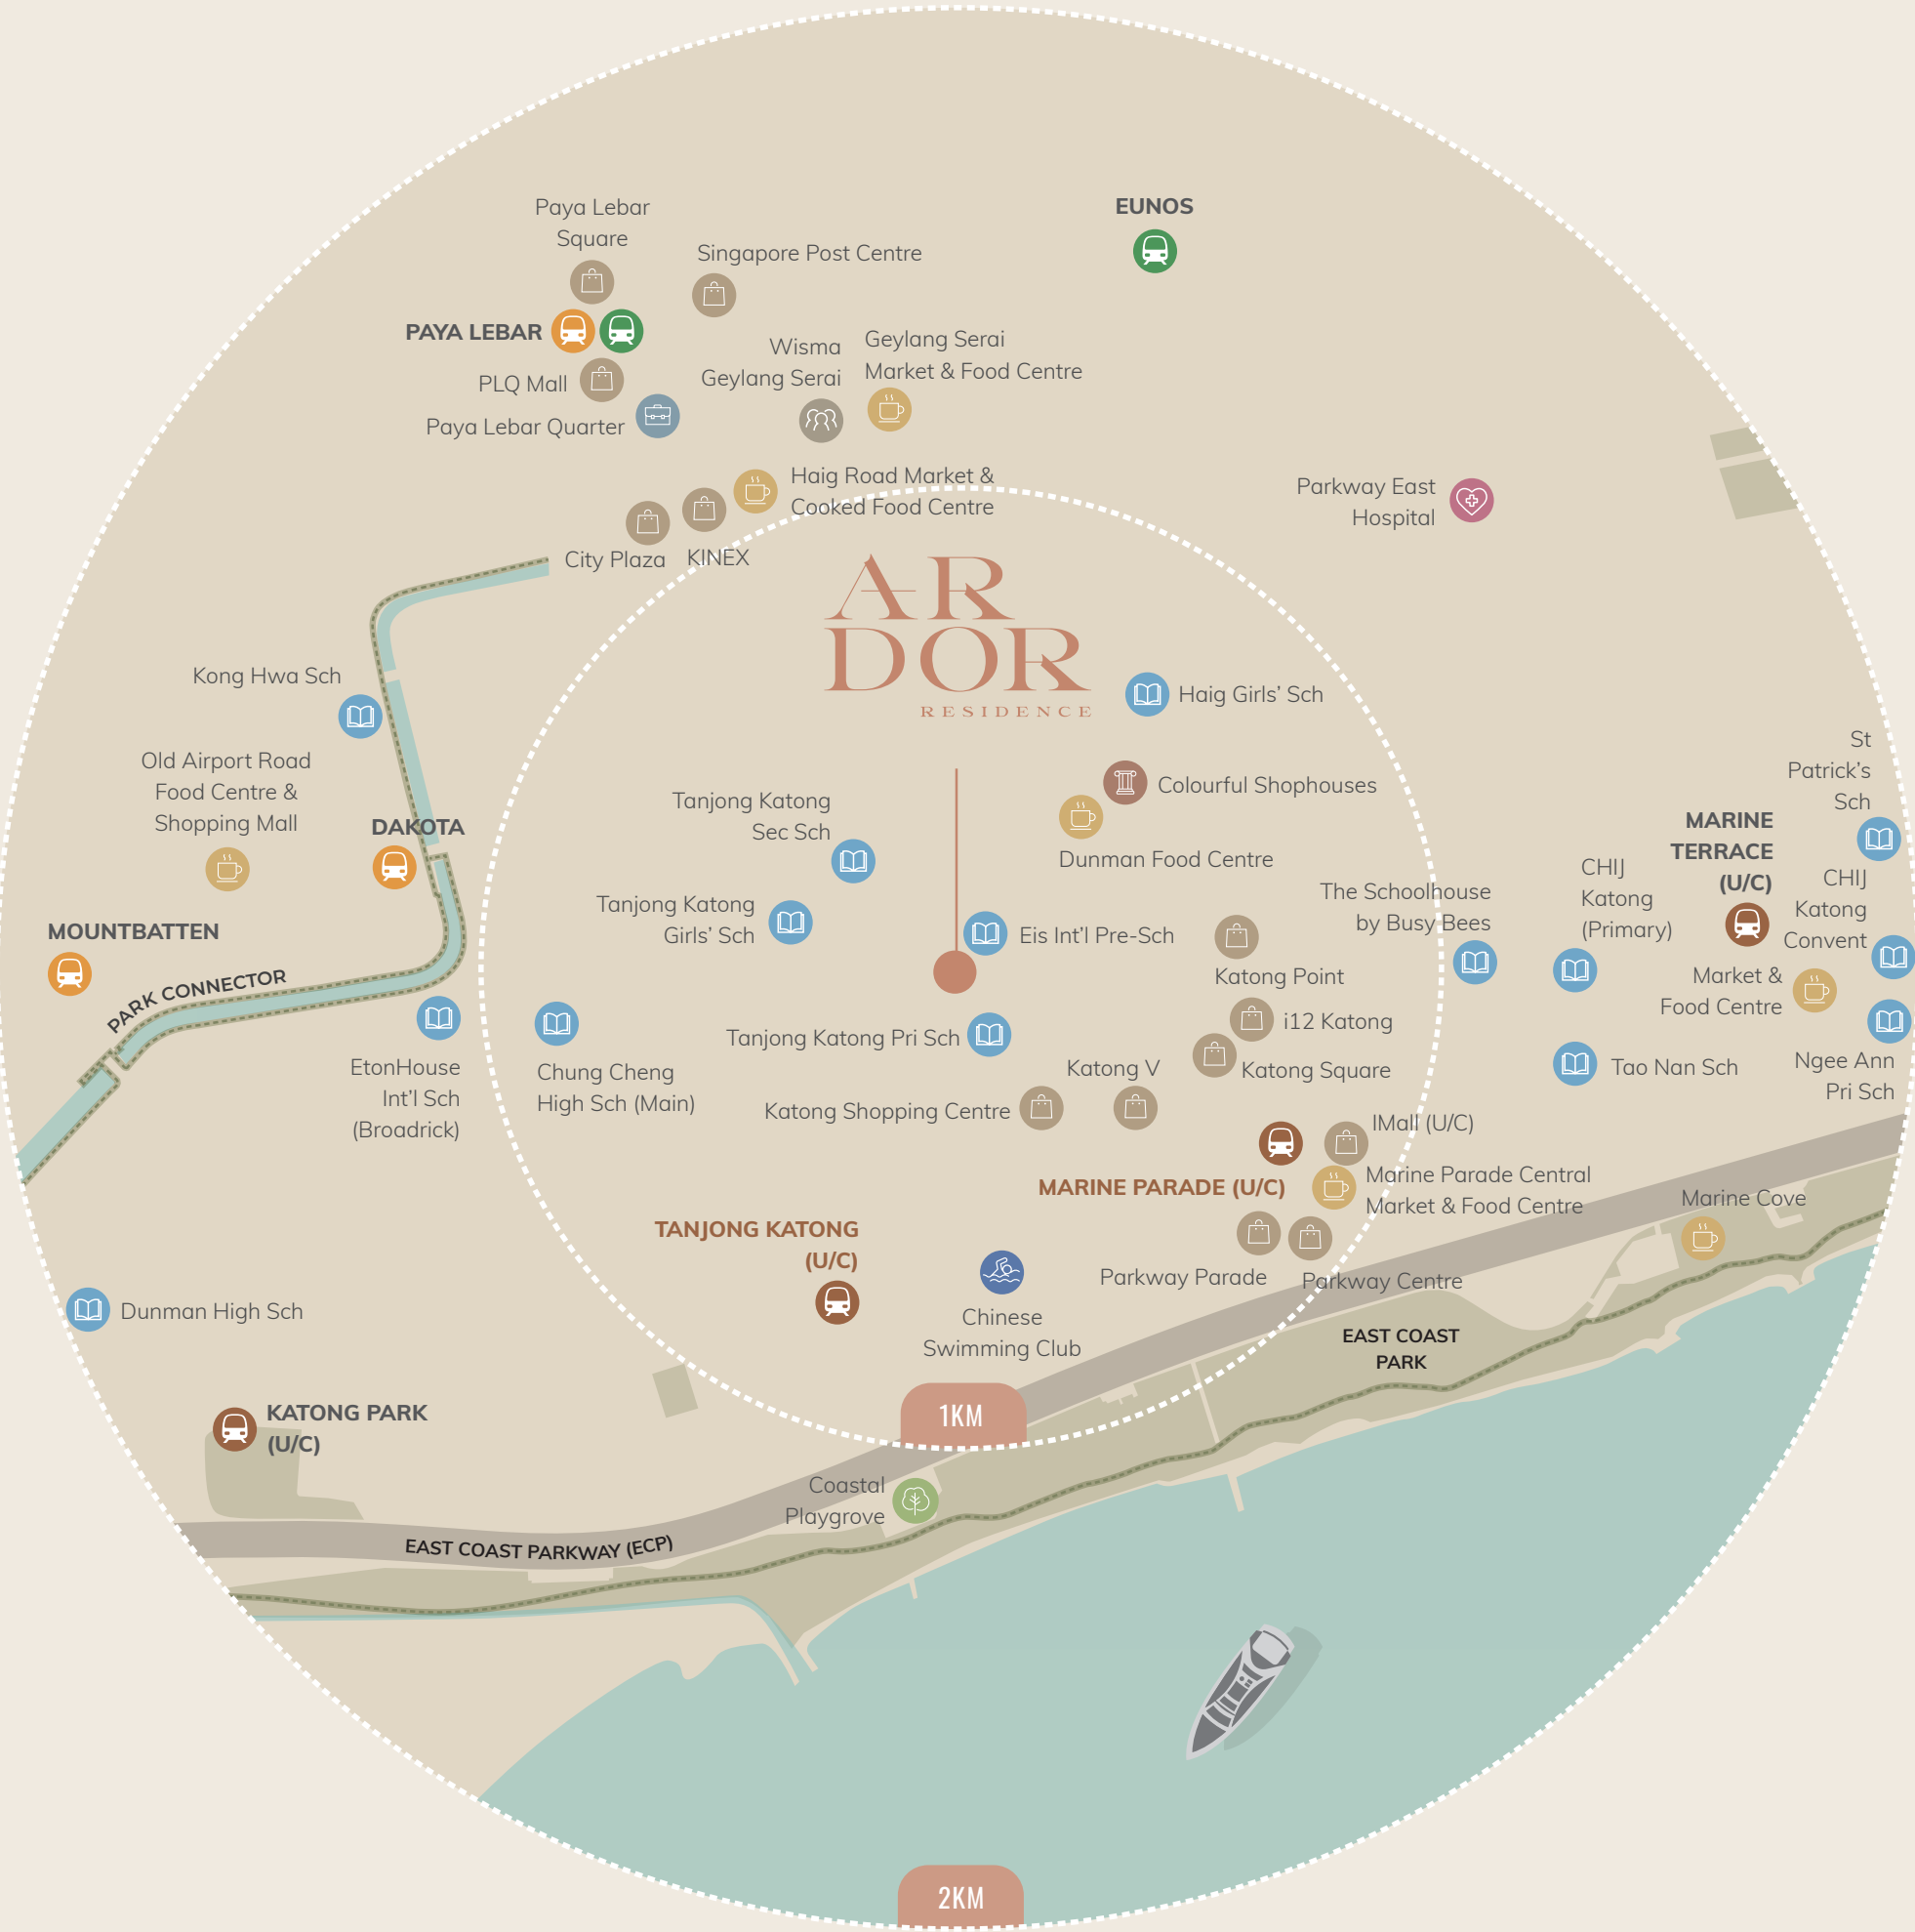 Paya Lebar
Square
EUNOS
Singapore Post Centre
PAYA LEBAR
Wisma
Geylang Serai
Geylang Serai
Market & Food Centre
PLQ Mall
Paya Lebar Quarter
Haig Road Market &
Cooked Food Centre
Parkway East
Hospital
City Plaza
KINEX
AR
DOR
RESIDENCE
Kong Hwa Sch
Haig Girls' Sch
Old Airport Road
Food Centre &
Shopping Mall
DAKOTA
Tanjong Katong
Sec Sch
Colourful Shophouses
Dunman Food Centre
St
Patrick's
Sch
MARINE
TERRACE
(U/C)
CHIJ
Katong
(Primary)
CHIJ
Katong
Convent
The Schoolhouse
by Busy Bees
Tanjong Katong
Girls' Sch
Eis Int'l Pre-Sch
MOUNTBATTEN
PARK CONNECTOR
Katong Point
Market &
Food Centre
i12 Katong
Tanjong Katong Pri Sch
EtonHouse
Int'l Sch
(Broadrick)
Chung Cheng
High Sch (Main)
Katong V
Katong Square
Tao Nan Sch
Ngee Ann
Pri Sch
Katong Shopping Centre
IMall (U/C)
MARINE PARADE (U/C)
Marine Parade Central
Market & Food Centre
Marine Cove
TANJONG KATONG
(U/C)
Parkway Parade
Parkway Centre
Dunman High Sch
Chinese
Swimming Club
EAST COAST
PARK
KATONG PARK
(U/C)
1KM
Coastal
Playgrove
EAST COAST PARKWAY (ECP)
2KM